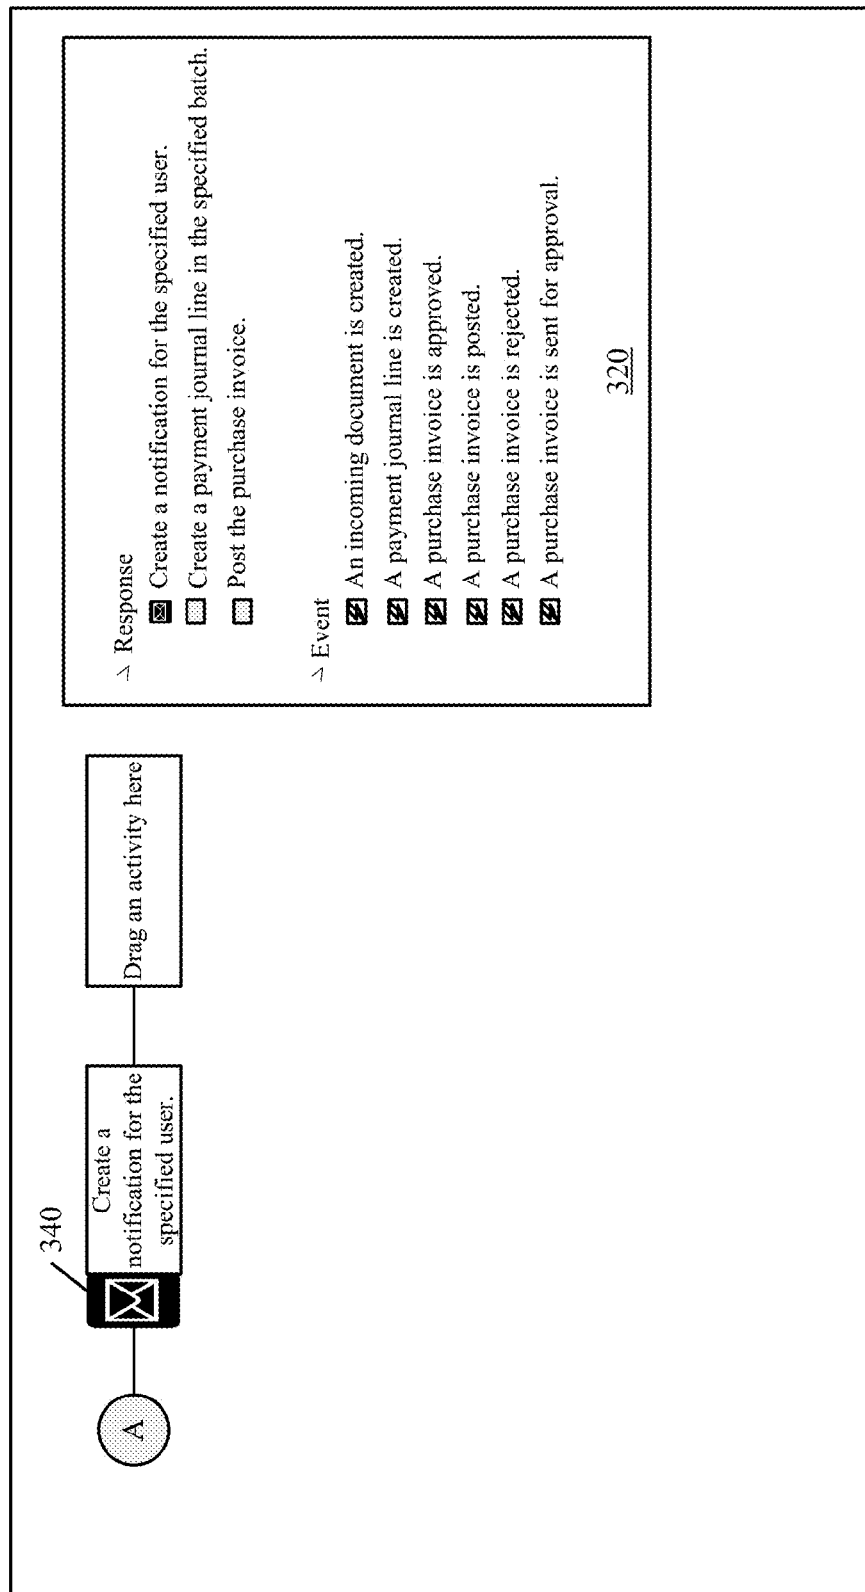 A
340
Create a
notification for the
specified user.
Drag an activity here
Response
Create a notification for the specified user.
Create a payment journal line in the specified batch.
Post the purchase invoice.
Event
An incoming document is created.
A payment journal line is created.
A purchase invoice is approved.
A purchase invoice is posted.
A purchase invoice is rejected.
A purchase invoice is sent for approval.
320